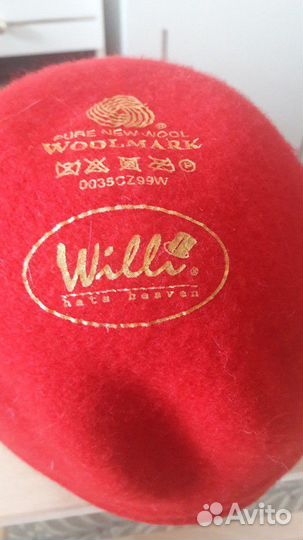 PURE NEW WOOL
WOOLMARK
P
0035CZ99W
Willi
hats heaven
Avito